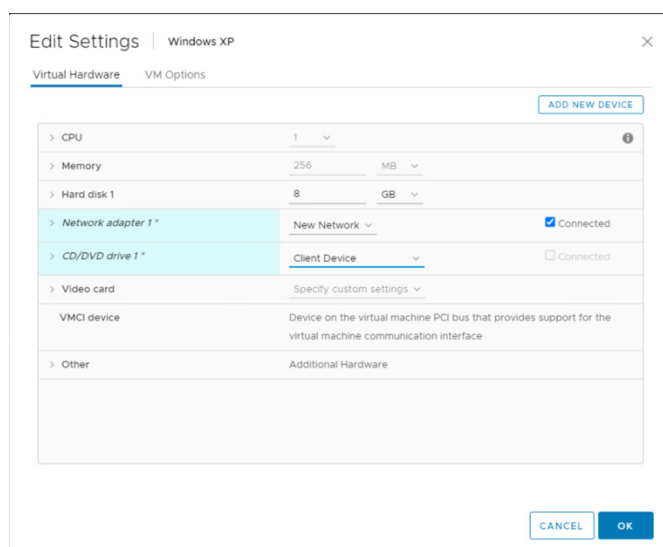 Edit Settings Windows XP
Virtual Hardware VM Options
ADD NEW DEVICE
CPU 1
Memory 256 MB
Hard disk 1 8 GB
Network adapter 1 * New Network Connected
CD/DVD drive 1 * Client Device Connected
Video card Specify custom settings
VMCI device Device on the virtual machine PCI bus that provides support for the
virtual machine communication interface
Other Additional Hardware
CANCEL OK